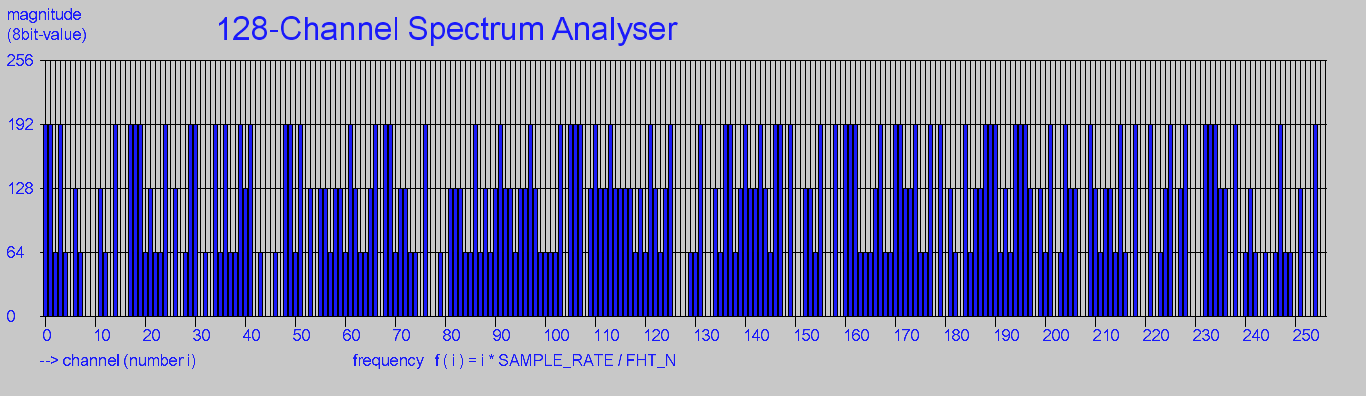 magnitude
(8bit-value)
128-Channel Spectrum Analyser
256
192
128
64
0
0 10 20 30 40 50 60 70 80 90 100 110 120 130 140 150 160 170 180 190 200 210 220 230 240 250
--> channel (number i) frequency f ( i ) = i * SAMPLE_RATE / FHT_N